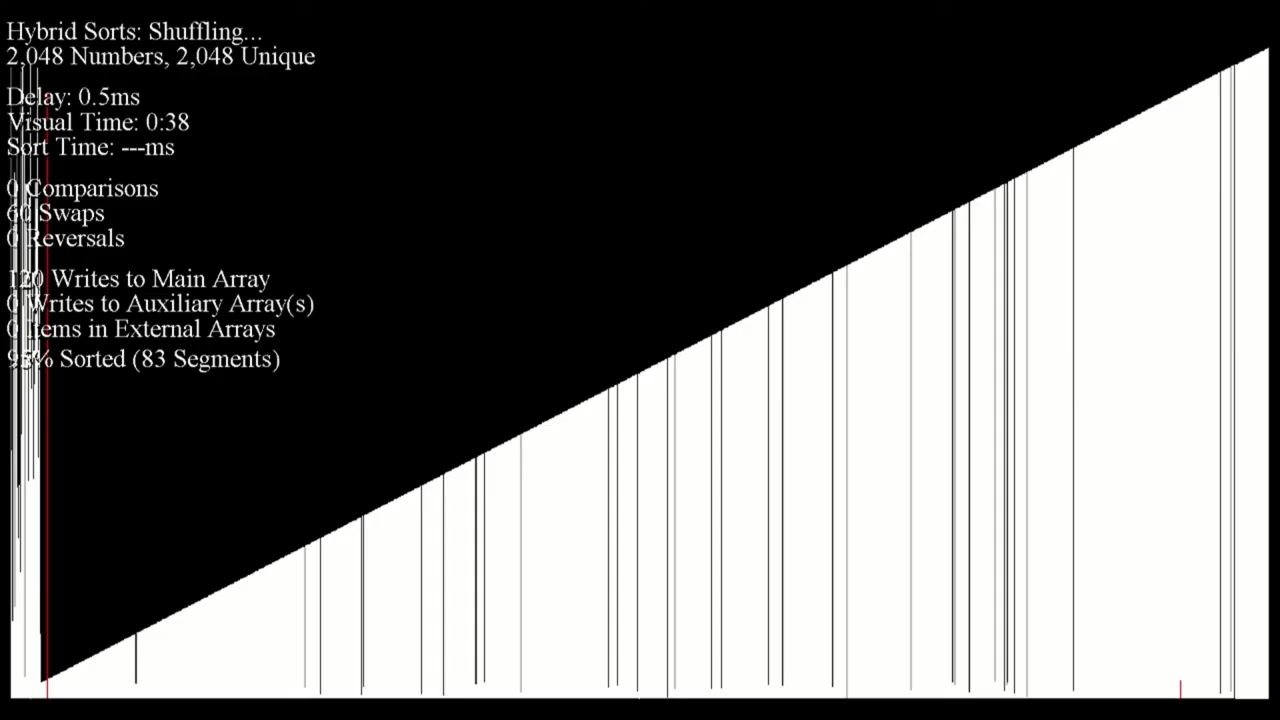 Hybrid Sorts: Shuffling...
2,048 Numbers, 2,048 Unique
Delay: 0.5ms
Visual Time: 0:38
Sort Time: ---ms
0 Comparisons
60 Swaps
0 Reversals
120 Writes to Main Array
0 Writes to Auxiliary Array(s)
0 Items in External Arrays
Sorted (83 Segments)